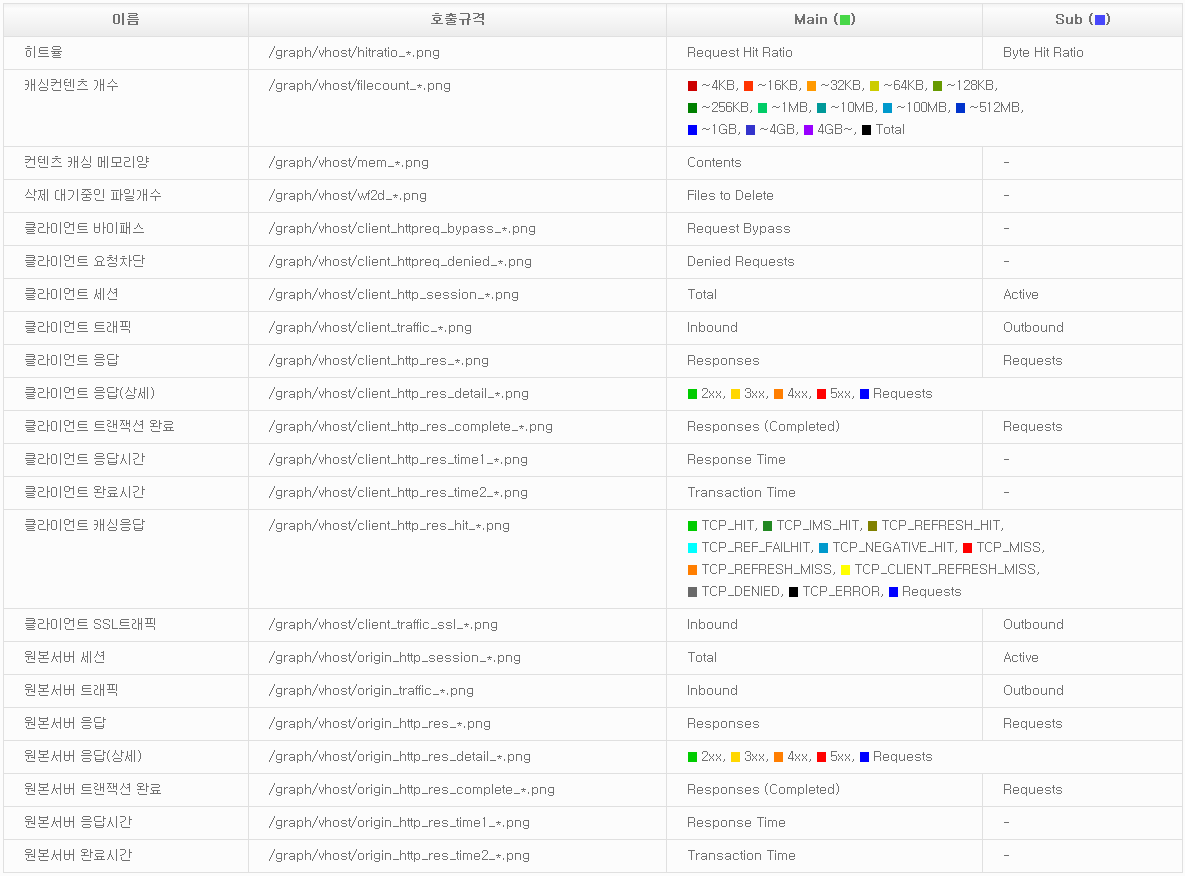 이름 호출규격 Main (■) Sub (■)
히트율 /graph/vhost/hitratio_*.png Request Hit Ratio Byte Hit Ratio
캐싱컨텐츠 개수 /graph/vhost/filecount_*.png ■ ~4KB, ■ ~16KB, ■ ~32KB, ■ ~64KB, ■ ~128KB,
■ ~256KB, ■ ~1MB, ■ ~10MB, ■ ~100MB, ■ ~512MB,
■ ~1GB, ■ ~4GB, ■ 4GB~, ■ Total
컨텐츠 캐싱 메모리양 /graph/vhost/mem_*.png Contents -
삭제 대기중인 파일개수 /graph/vhost/wf2d_*.png Files to Delete -
클라이언트 바이패스 /graph/vhost/client_httpreq_bypass_*.png Request Bypass -
클라이언트 요청차단 /graph/vhost/client_httpreq_denied_*.png Denied Requests -
클라이언트 세션 /graph/vhost/client_http_session_*.png Total Active
클라이언트 트래픽 /graph/vhost/client_traffic_*.png Inbound Outbound
클라이언트 응답 /graph/vhost/client_http_res_*.png Responses Requests
클라이언트 응답(상세) /graph/vhost/client_http_res_detail_*.png ■ 2xx, ■ 3xx, ■ 4xx, ■ 5xx, ■ Requests
클라이언트 트랜잭션 완료 /graph/vhost/client_http_res_complete_*.png Responses (Completed) Requests
클라이언트 응답시간 /graph/vhost/client_http_res_time1_*.png Response Time -
클라이언트 완료시간 /graph/vhost/client_http_res_time2_*.png Transaction Time -
클라이언트 캐싱응답 /graph/vhost/client_http_res_hit_*.png ■ TCP_HIT, ■ TCP_IMS_HIT, ■ TCP_REFRESH_HIT,
■ TCP_REF_FAILHIT, ■ TCP_NEGATIVE_HIT, ■ TCP_MISS,
■ TCP_REFRESH_MISS, ■ TCP_CLIENT_REFRESH_MISS,
■ TCP_DENIED, ■ TCP_ERROR, ■ Requests
클라이언트 SSL트래픽 /graph/vhost/client_traffic_ssl_*.png Inbound Outbound
원본서버 세션 /graph/vhost/origin_http_session_*.png Total Active
원본서버 트래픽 /graph/vhost/origin_traffic_*.png Inbound Outbound
원본서버 응답 /graph/vhost/origin_http_res_*.png Responses Requests
원본서버 응답(상세) /graph/vhost/origin_http_res_detail_*.png ■ 2xx, ■ 3xx, ■ 4xx, ■ 5xx, ■ Requests
원본서버 트랜잭션 완료 /graph/vhost/origin_http_res_complete_*.png Responses (Completed) Requests
원본서버 응답시간 /graph/vhost/origin_http_res_time1_*.png Response Time -
원본서버 완료시간 /graph/vhost/origin_http_res_time2_*.png Transaction Time -